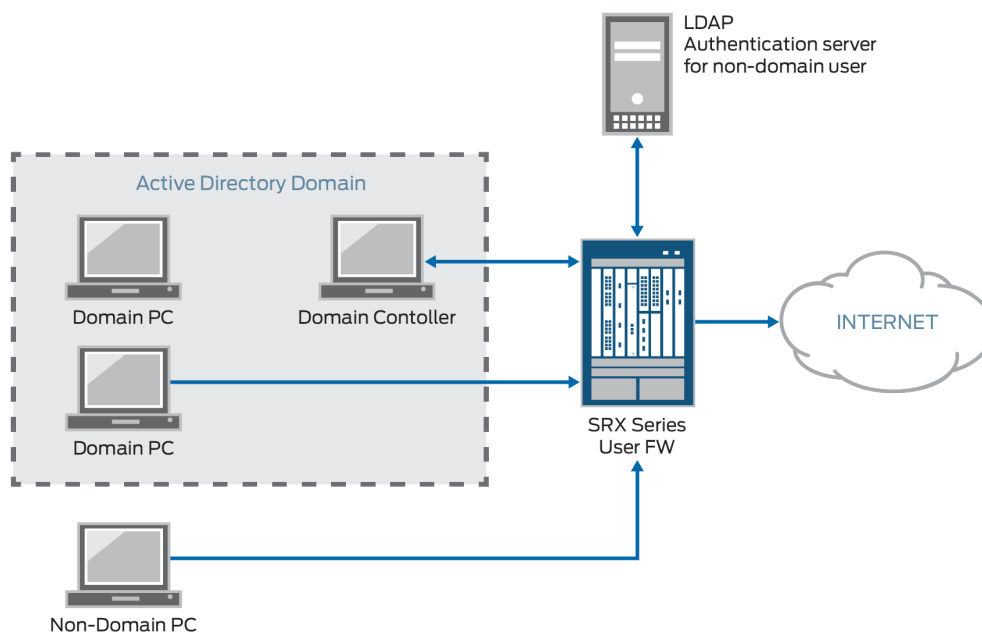 LDAP
Authentication server
for non-domain user
Active Directory Domain
Domain PC
Domain Contoller
INTERNET
Domain PC
SRX Series
User FW
Non-Domain PC